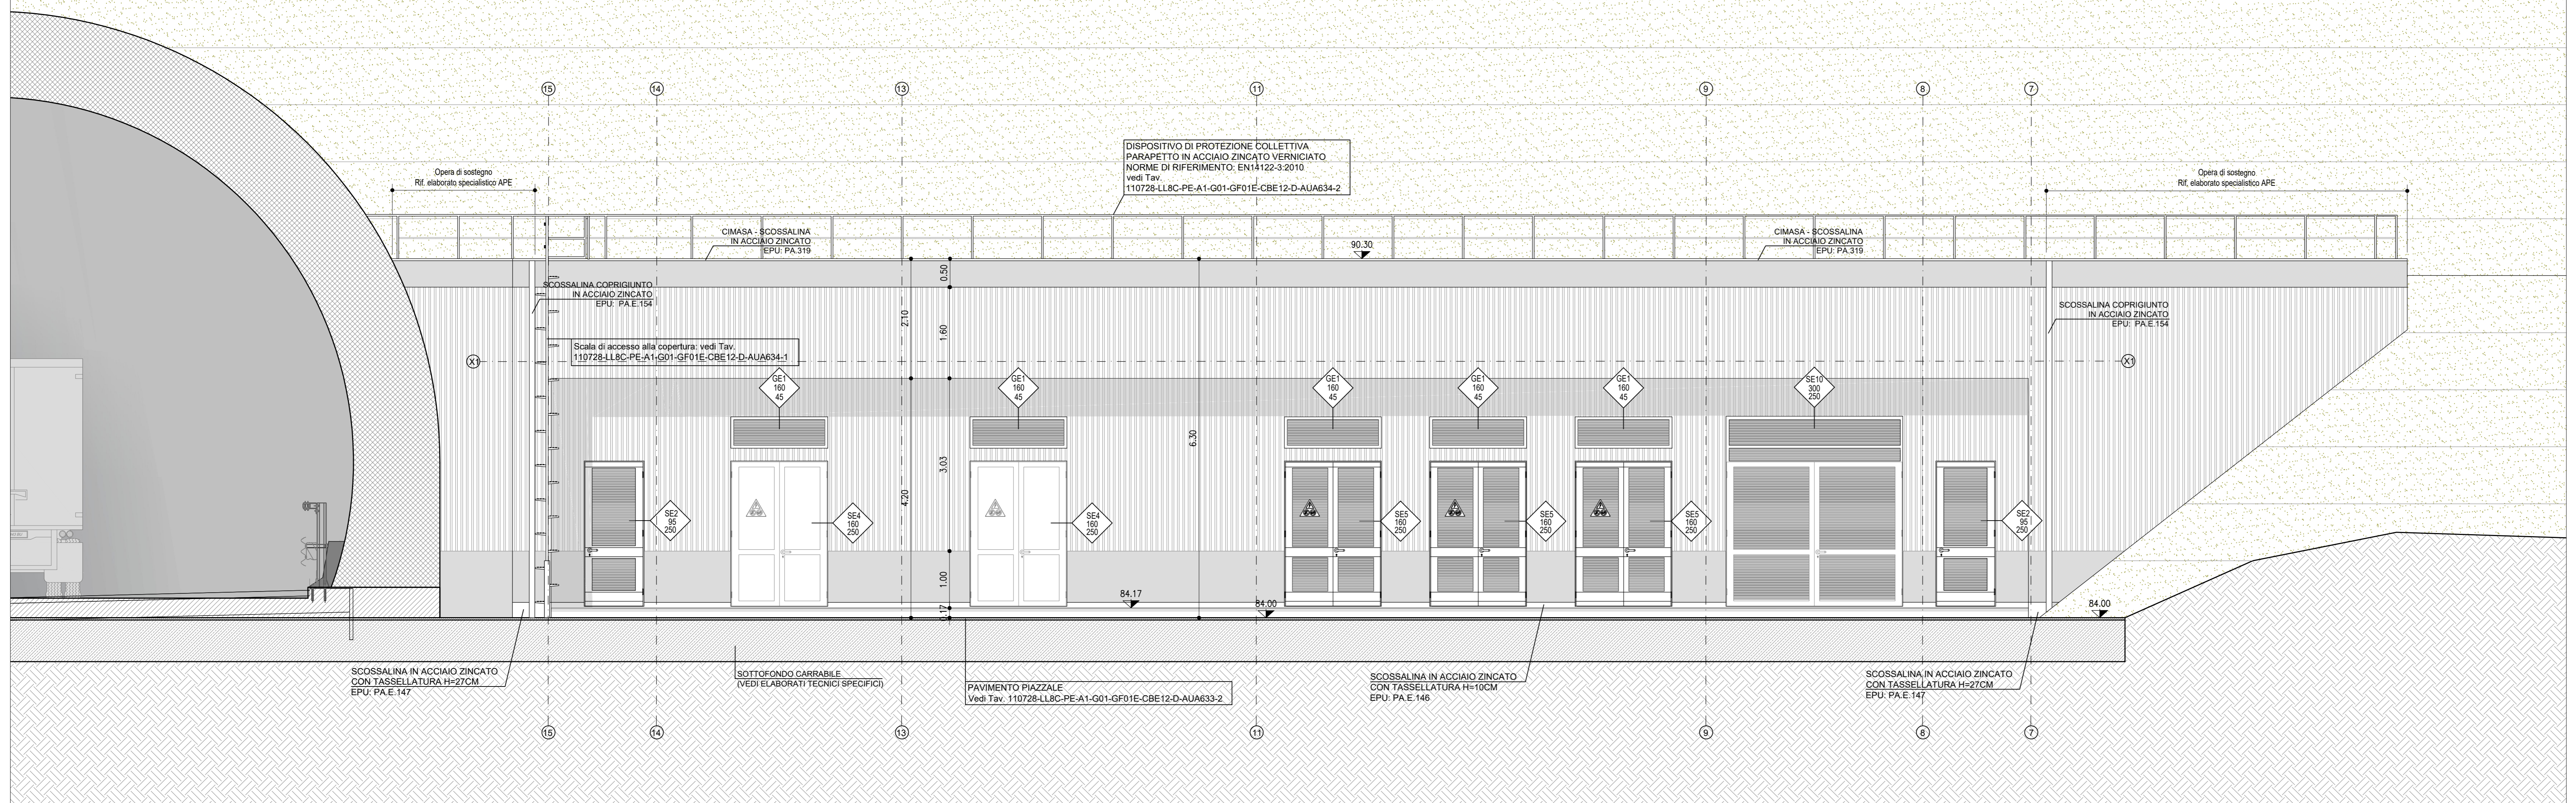 15
14
13
11
9
8
7
DISPOSITIVO DI PROTEZIONE COLLETTIVA
PARAPETTO IN ACCIAIO ZINCATO VERNICIATO
NORME DI RIFERIMENTO: EN14122-3:2010
vedi Tav.
110728-LL8C-PE-A1-G01-GF01E-CBE12-D-AUA634-2
Opera di sostegno
Rif. elaborato specialistico APE
Opera di sostegno
Rif. elaborato specialistico APE
CIMASA - SCOSSALINA
IN ACCIAIO ZINCATO
EPU: PA.319
90.30
CIMASA - SCOSSALINA
IN ACCIAIO ZINCATO
EPU: PA.319
0.50
SCOSSALINA COPRIGIUNTO
IN ACCIAIO ZINCATO
EPU: PA.E.154
SCOSSALINA COPRIGIUNTO
IN ACCIAIO ZINCATO
EPU: PA.E.154
2.10
1.60
Scala di accesso alla copertura: vedi Tav.
110728-LL8C-PE-A1-G01-GF01E-CBE12-D-AUA634-1
X1
X1
GE1
160
45
GE1
160
45
GE1
160
45
GE1
160
45
GE1
160
45
SE10
300
250
6.30
3.03
4.20
SE2
95
250
SE4
160
250
SE4
160
250
SE5
160
250
SE5
160
250
SE5
160
250
SE2
95
250
1.00
0.17
84.17
84.00
84.00
SCOSSALINA IN ACCIAIO ZINCATO
CON TASSELLATURA H=27CM
EPU: PA.E.147
SOTTOFONDO CARRABILE
(VEDI ELABORATI TECNICI SPECIFICI)
PAVIMENTO PIAZZALE
Vedi Tav. 110728-LL8C-PE-A1-G01-GF01E-CBE12-D-AUA633-2
SCOSSALINA IN ACCIAIO ZINCATO
CON TASSELLATURA H=10CM
EPU: PA.E.146
SCOSSALINA IN ACCIAIO ZINCATO
CON TASSELLATURA H=27CM
EPU: PA.E.147
15
14
13
11
9
8
7